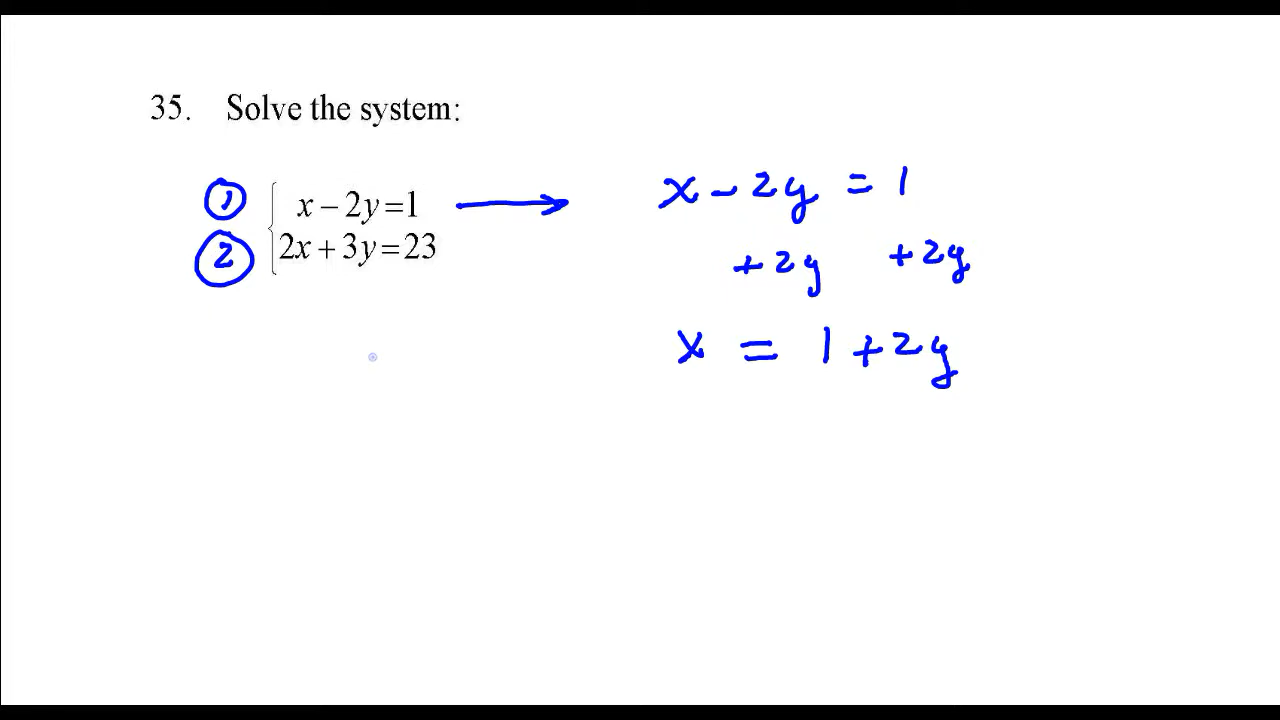 35. Solve the system:
① x − 2y = 1
② 2x + 3y = 23
x − 2y = 1
+2y +2y
x = 1 + 2y